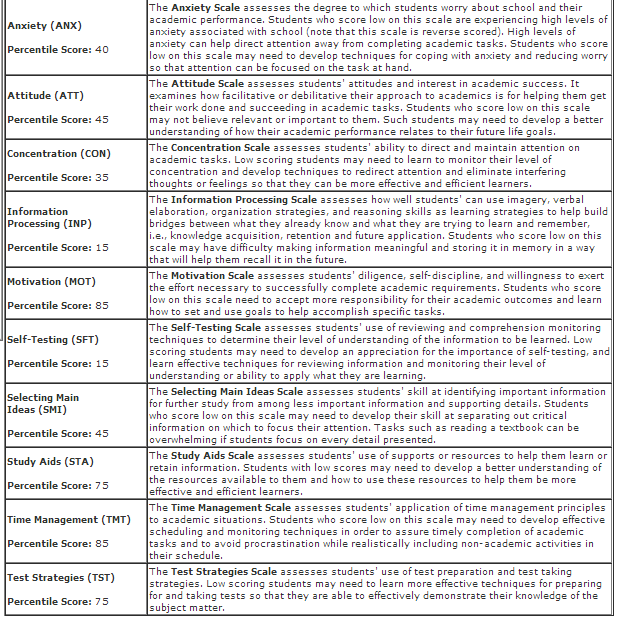 Anxiety (ANX)
Percentile Score: 40
The Anxiety Scale assesses the degree to which students worry about school and their
academic performance. Students who score low on this scale are experiencing high levels of
anxiety associated with school (note that this scale is reverse scored). High levels of
anxiety can help direct attention away from completing academic tasks. Students who score
low on this scale may need to develop techniques for coping with anxiety and reducing worry
so that attention can be focused on the task at hand.
Attitude (ATT)
Percentile Score: 45
The Attitude Scale assesses students' attitudes and interest in academic success. It
examines how facilitative or debilitative their approach to academics is for helping them get
their work done and succeeding in academic tasks. Students who score low on this scale
may not believe relevant or important to them. Such students may need to develop a better
understanding of how their academic performance relates to their future life goals.
Concentration (CON)
Percentile Score: 35
The Concentration Scale assesses students' ability to direct and maintain attention on
academic tasks. Low scoring students may need to learn to monitor their level of
concentration and develop techniques to redirect attention and eliminate interfering
thoughts or feelings so that they can be more effective and efficient learners.
Information
Processing (INP)
Percentile Score: 15
The Information Processing Scale assesses how well students' can use imagery, verbal
elaboration, organization strategies, and reasoning skills as learning strategies to help build
bridges between what they already know and what they are trying to learn and remember,
i.e., knowledge acquisition, retention and future application. Students who score low on this
scale may have difficulty making information meaningful and storing it in memory in a way
that will help them recall it in the future.
Motivation (MOT)
Percentile Score: 85
The Motivation Scale assesses students' diligence, self-discipline, and willingness to exert
the effort necessary to successfully complete academic requirements. Students who score
low on this scale need to accept more responsibility for their academic outcomes and learn
how to set and use goals to help accomplish specific tasks.
Self-Testing (SFT)
Percentile Score: 15
The Self-Testing Scale assesses students' use of reviewing and comprehension monitoring
techniques to determine their level of understanding of the information to be learned. Low
scoring students may need to develop an appreciation for the importance of self-testing, and
learn effective techniques for reviewing information and monitoring their level of
understanding or ability to apply what they are learning.
Selecting Main
Ideas (SMI)
Percentile Score: 45
The Selecting Main Ideas Scale assesses students' skill at identifying important information
for further study from among less important information and supporting details. Students
who score low on this scale may need to develop their skill at separating out critical
information on which to focus their attention. Tasks such as reading a textbook can be
overwhelming if students focus on every detail presented.
Study Aids (STA)
Percentile Score: 75
The Study Aids Scale assesses students' use of supports or resources to help them learn or
retain information. Students with low scores may need to develop a better understanding of
the resources available to them and how to use these resources to help them be more
effective and efficient learners.
Time Management (TMT)
Percentile Score: 85
The Time Management Scale assesses students' application of time management principles
to academic situations. Students who score low on this scale may need to develop effective
scheduling and monitoring techniques in order to assure timely completion of academic
tasks and to avoid procrastination while realistically including non-academic activities in
their schedule.
Test Strategies (TST)
Percentile Score: 75
The Test Strategies Scale assesses students' use of test preparation and test taking
strategies. Low scoring students may need to learn more effective techniques for preparing
for and taking tests so that they are able to effectively demonstrate their knowledge of the
subject matter.